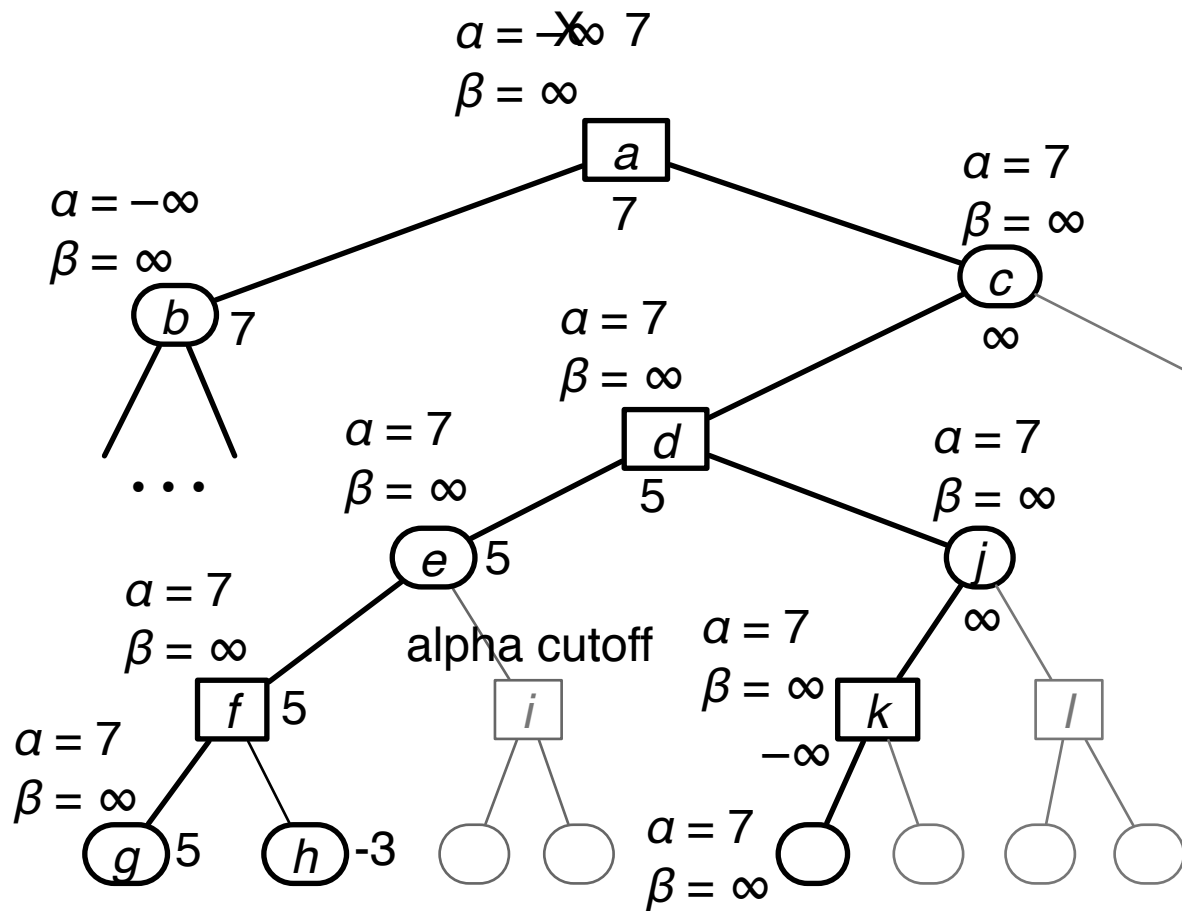 α = –∞ 7
β = ∞
a
7
α = 7
β = ∞
c
∞
α = –∞
β = ∞
b
7
...
α = 7
β = ∞
d
5
α = 7
β = ∞
e
5
α = 7
β = ∞
j
∞
alpha cutoff
α = 7
β = ∞
f
5
i
α = 7
β = ∞
k
–∞
l
α = 7
β = ∞
g
5
h
-3
α = 7
β = ∞